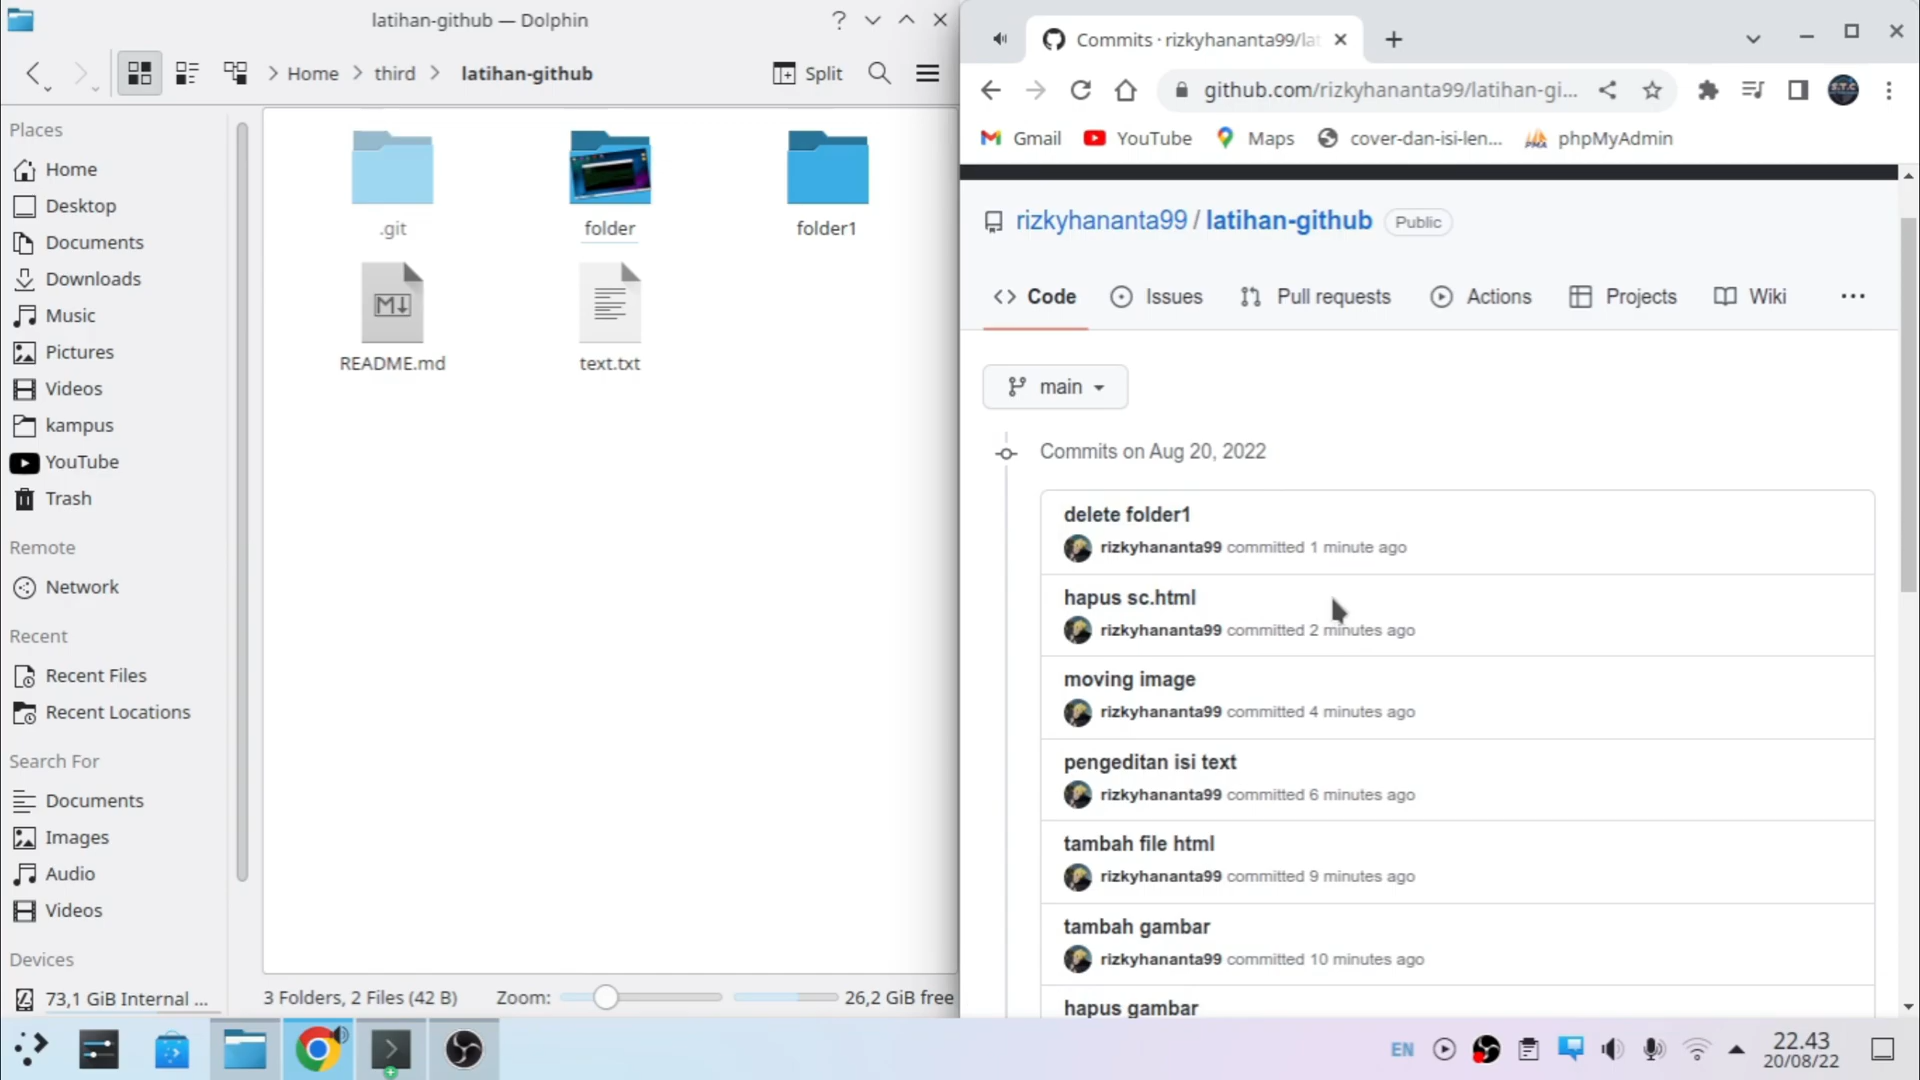 latihan-github — Dolphin
Home
third
latihan-github
Split
Places
Home
Desktop
Documents
Downloads
Music
Pictures
Videos
kampus
YouTube
Trash
Remote
Network
Recent
Recent Files
Recent Locations
Search For
Documents
Images
Audio
Videos
Devices
73,1 GiB Internal ...
.git
folder
folder1
README.md
text.txt
3 Folders, 2 Files (42 B)
Zoom:
26,2 GiB free
Commits · rizkyhananta99/lat
github.com/rizkyhananta99/latihan-gi...
Gmail
YouTube
Maps
cover-dan-isi-len...
phpMyAdmin
rizkyhananta99 / latihan-github Public
Code
Issues
Pull requests
Actions
Projects
Wiki
main
Commits on Aug 20, 2022
delete folder1
rizkyhananta99 committed 1 minute ago
hapus sc.html
rizkyhananta99 committed 2 minutes ago
moving image
rizkyhananta99 committed 4 minutes ago
pengeditan isi text
rizkyhananta99 committed 6 minutes ago
tambah file html
rizkyhananta99 committed 9 minutes ago
tambah gambar
rizkyhananta99 committed 10 minutes ago
hapus gambar
EN
22.43
20/08/22